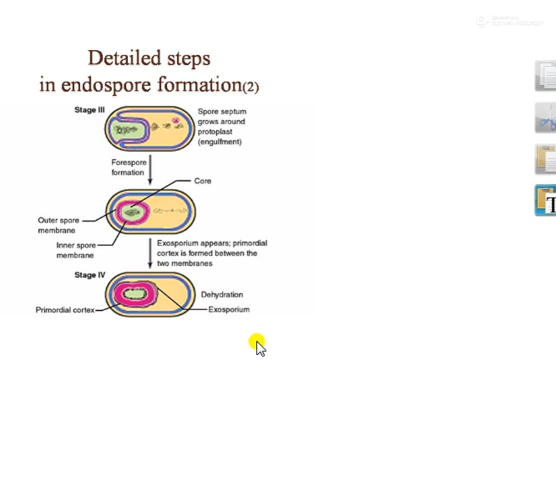 Detailed steps
in endospore formation(2)
Stage III
Spore septum
grows around
protoplast
(engulfment)
Forespore
formation
Core
Outer spore
membrane
Inner spore
membrane
Exosporium appears; primordial
cortex is formed between the
two membranes
Stage IV
Dehydration
Primordial cortex
Exosporium